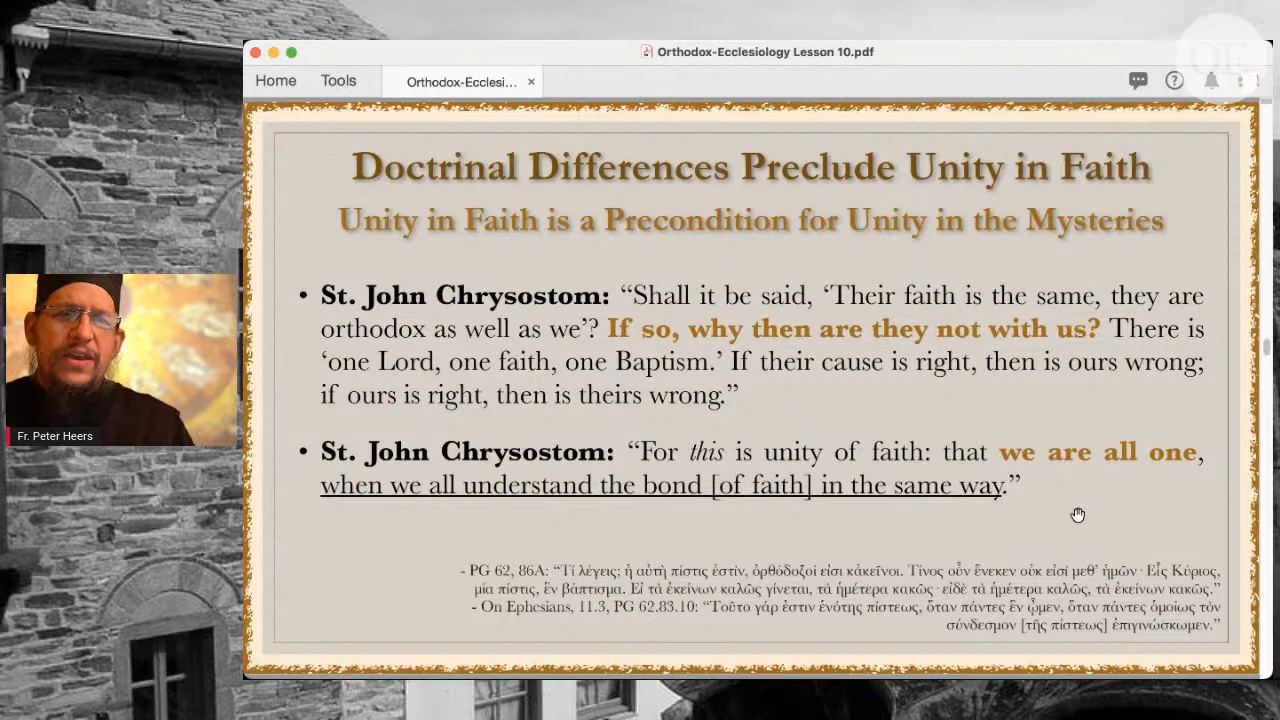 Orthodox-Ecclesiology Lesson 10.pdf
Home Tools Orthodox-Ecclesi... ×
Doctrinal Differences Preclude Unity in Faith
Unity in Faith is a Precondition for Unity in the Mysteries
• St. John Chrysostom: “Shall it be said, ‘Their faith is the same, they are
orthodox as well as we’? If so, why then are they not with us? There is
‘one Lord, one faith, one Baptism.’ If their cause is right, then is ours wrong;
if ours is right, then is theirs wrong.”
Fr. Peter Heers
• St. John Chrysostom: “For this is unity of faith: that we are all one,
when we all understand the bond [of faith] in the same way.”
- PG 62, 86A: “Τί λέγεις; ἡ αὐτὴ πίστις ἐστίν, ὀρθόδοξοί εἰσι κἀκεῖνοι. Τίνος οὖν ἕνεκεν οὐκ εἰσὶ μεθ’ ἡμῶν · Εἷς Κύριος,
μία πίστις, ἓν βάπτισμα. Εἰ τὰ ἐκείνων καλῶς γίνεται, τὰ ἡμέτερα κακῶς · εἰδὲ τὰ ἡμέτερα καλῶς, τὰ ἐκείνων κακῶς.”
- On Ephesians, 11.3, PG 62.83.10: “Τοῦτο γάρ ἐστιν ἑνότης πίστεως, ὅταν πάντες ἓν ὦμεν, ὅταν πάντες ὁμοίως τὸν
σύνδεσμον [τῆς πίστεως] ἐπιγινώσκωμεν.”